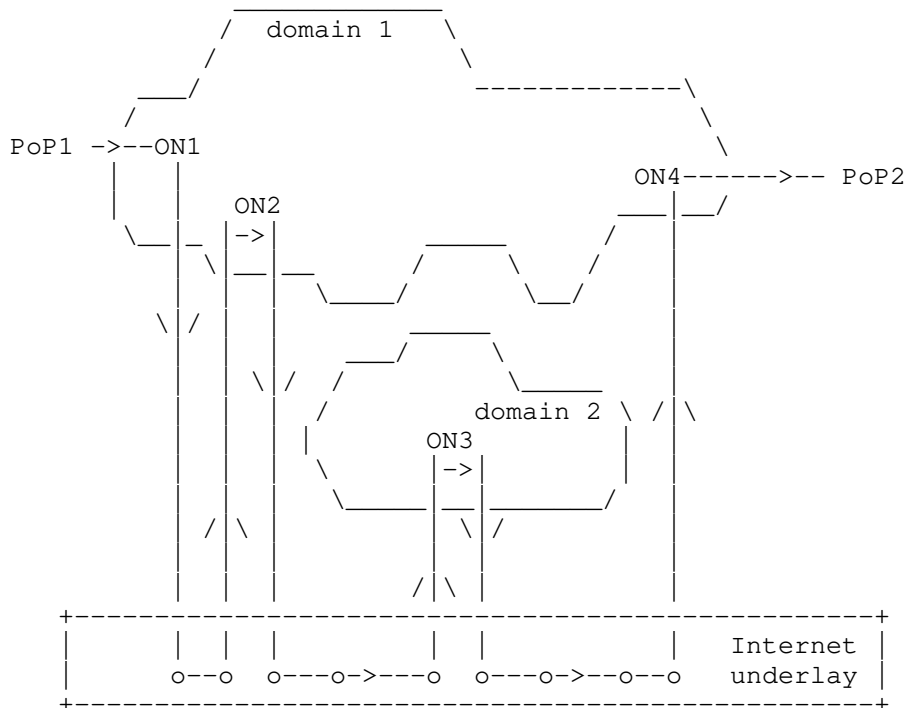 domain 1
PoP1 ->--ON1
ON4------>-- PoP2
ON2
->
domain 2
ON3
->
Internet
o--o o---o->---o o---o->--o--o underlay